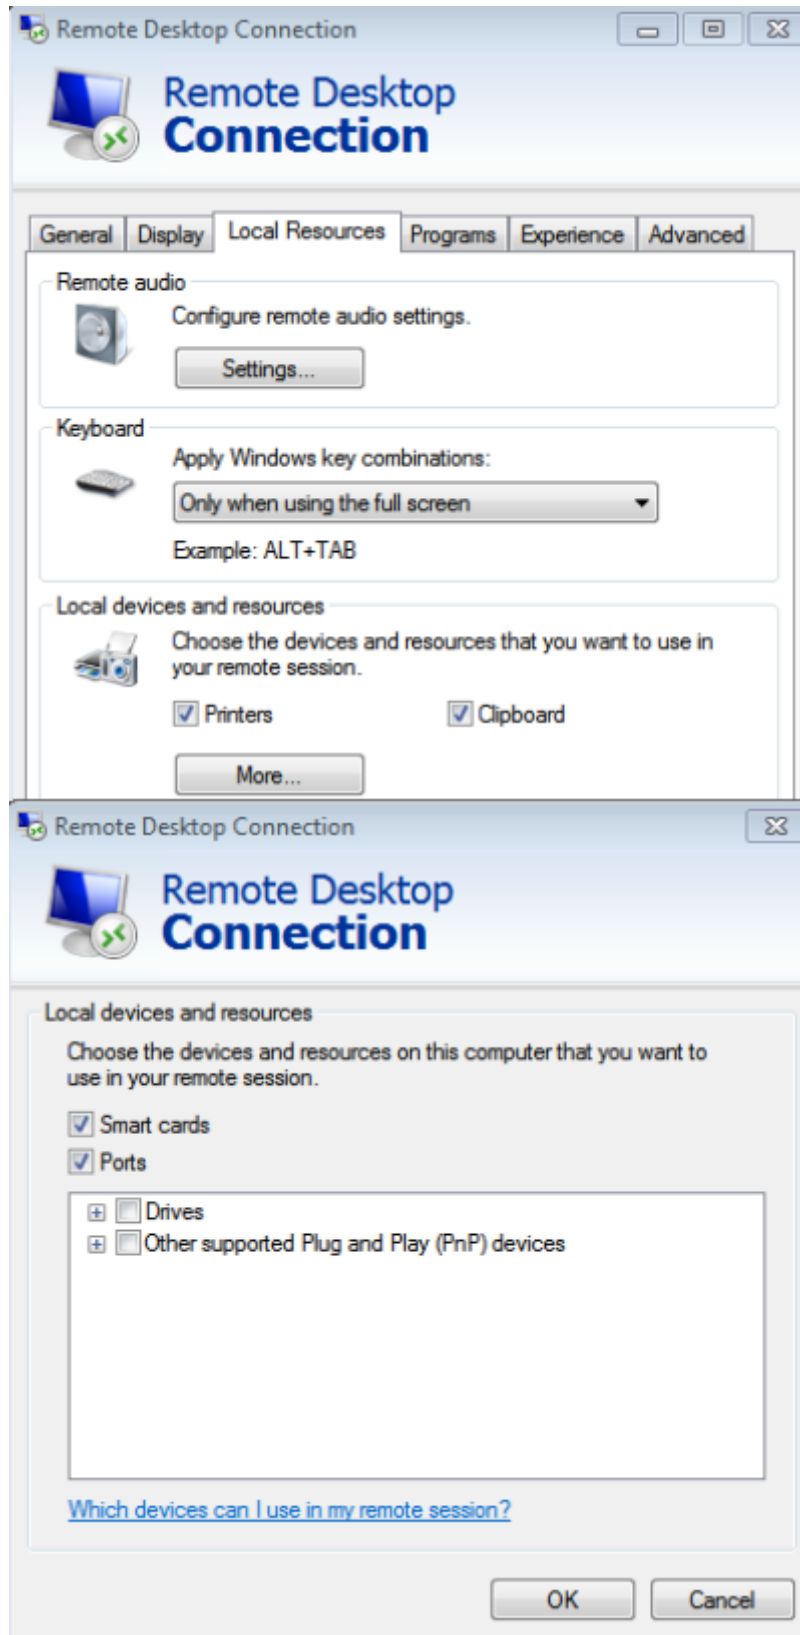 Remote Desktop Connection
Remote Desktop
Connection
General Display Local Resources Programs Experience Advanced
Remote audio
Configure remote audio settings.
Settings...
Keyboard
Apply Windows key combinations:
Only when using the full screen
Example: ALT+TAB
Local devices and resources
Choose the devices and resources that you want to use in
your remote session.
Printers Clipboard
More...
Remote Desktop Connection
Remote Desktop
Connection
Local devices and resources
Choose the devices and resources on this computer that you want to
use in your remote session.
Smart cards
Ports
Drives
Other supported Plug and Play (PnP) devices
Which devices can I use in my remote session?
OK Cancel